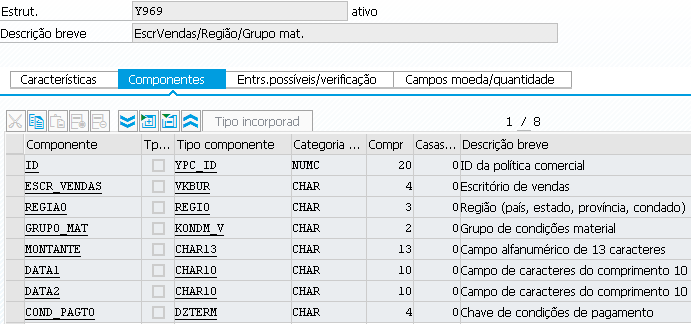 Estrut. Y969 ativo
Descrição breve EscrVendas/Região/Grupo mat.
Características Componentes Entrs.possíveis/verificação Campos moeda/quantidade
Tipo incorporad 1 / 8
Componente Tp... Tipo componente Categoria ... Compr Casas... Descrição breve
ID YPC_ID NUMC 20 0 ID da política comercial
ESCR_VENDAS VKBUR CHAR 4 0 Escritório de vendas
REGIAO REGIO CHAR 3 0 Região (país, estado, província, condado)
GRUPO_MAT KONDM_V CHAR 2 0 Grupo de condições material
MONTANTE CHAR13 CHAR 13 0 Campo alfanumérico de 13 caracteres
DATA1 CHAR10 CHAR 10 0 Campo de caracteres do comprimento 10
DATA2 CHAR10 CHAR 10 0 Campo de caracteres do comprimento 10
COND_PAGTO DZTERM CHAR 4 0 Chave de condições de pagamento